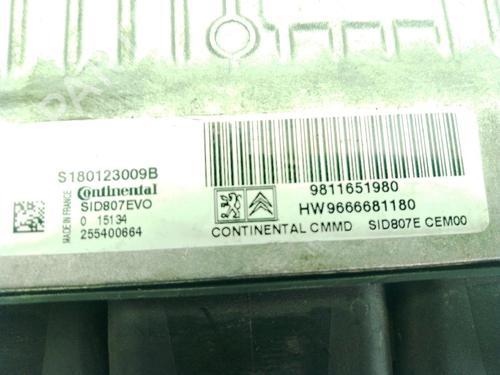 S180123009B
Continental
SID807EVO
0 15134
255400664
MADE IN FRANCE
9811651980
HW9666681180
CONTINENTAL CMMD SID807E CEM00